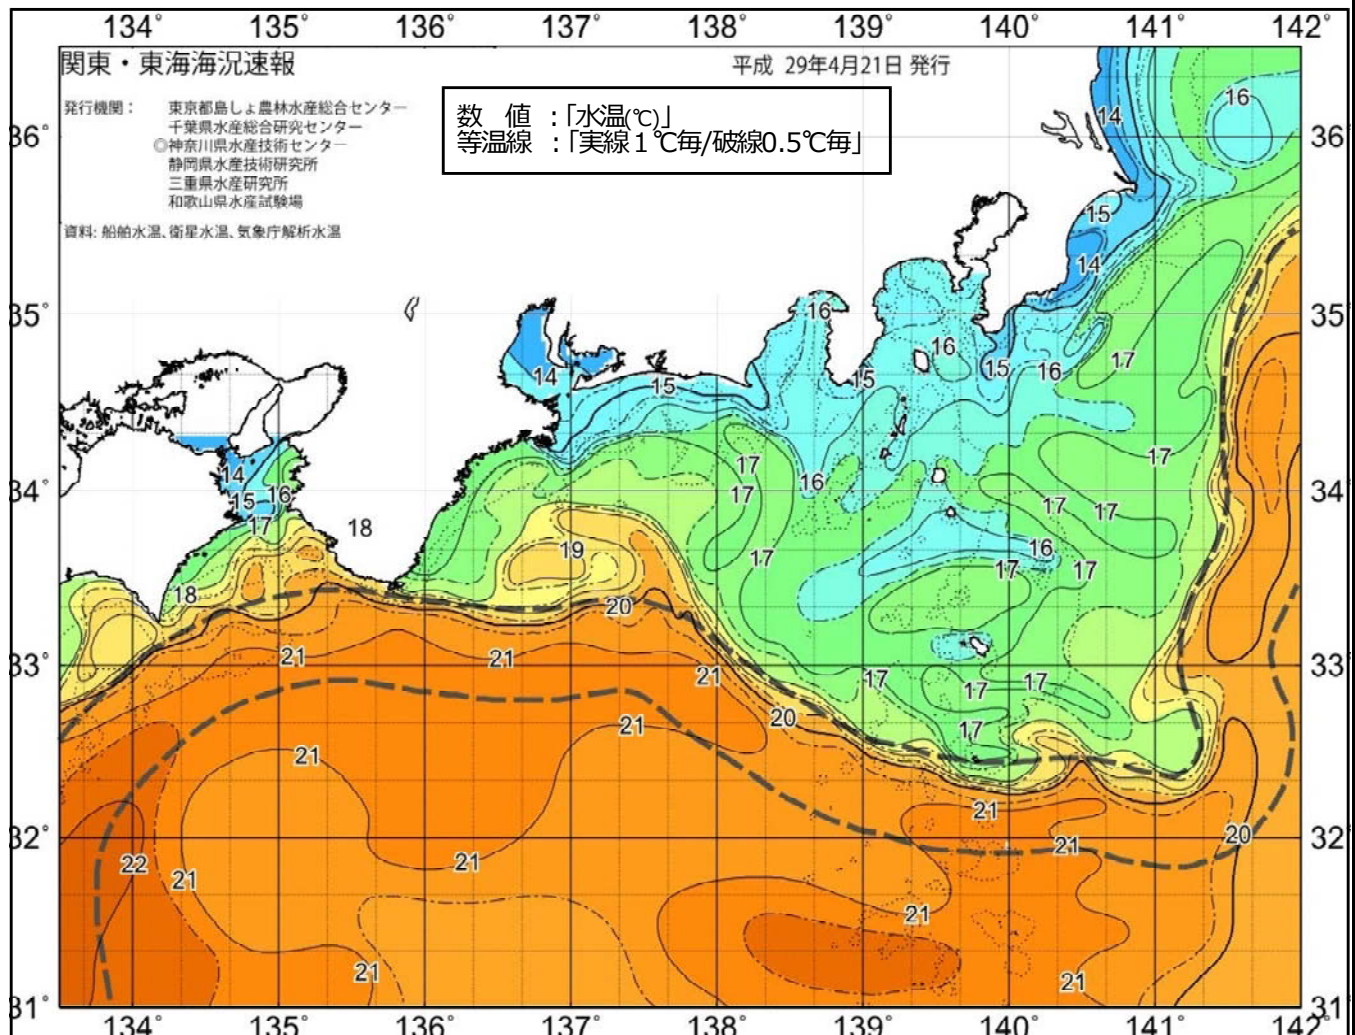 134° 135° 136° 137° 138° 139° 140° 141° 142°
関東・東海海況速報
平成 29年4月21日 発行
発行機関： 東京都島しょ農林水産総合センター
千葉県水産総合研究センター
◎神奈川県水産技術センター
静岡県水産技術研究所
三重県水産研究所
和歌山県水産試験場
資料: 船舶水温、衛星水温、気象庁解析水温
数 値 ：「水温(℃)」
等温線 ：「実線１℃毎/破線0.5℃毎」
16
14
36° 36°
15
14
35° 16 35°
16 17
14 15 15 15 16
17 17
14 16
34° 15 16 17 34°
17 17 17
18 19 16
17 17 17
18 20
21 21 33° 33°
21 17 17 17
20
21 21 17
21
32° 20 32°
22 21 21 21
21
21 21
31° 31°
134° 135° 136° 137° 138° 139° 140° 141° 142°